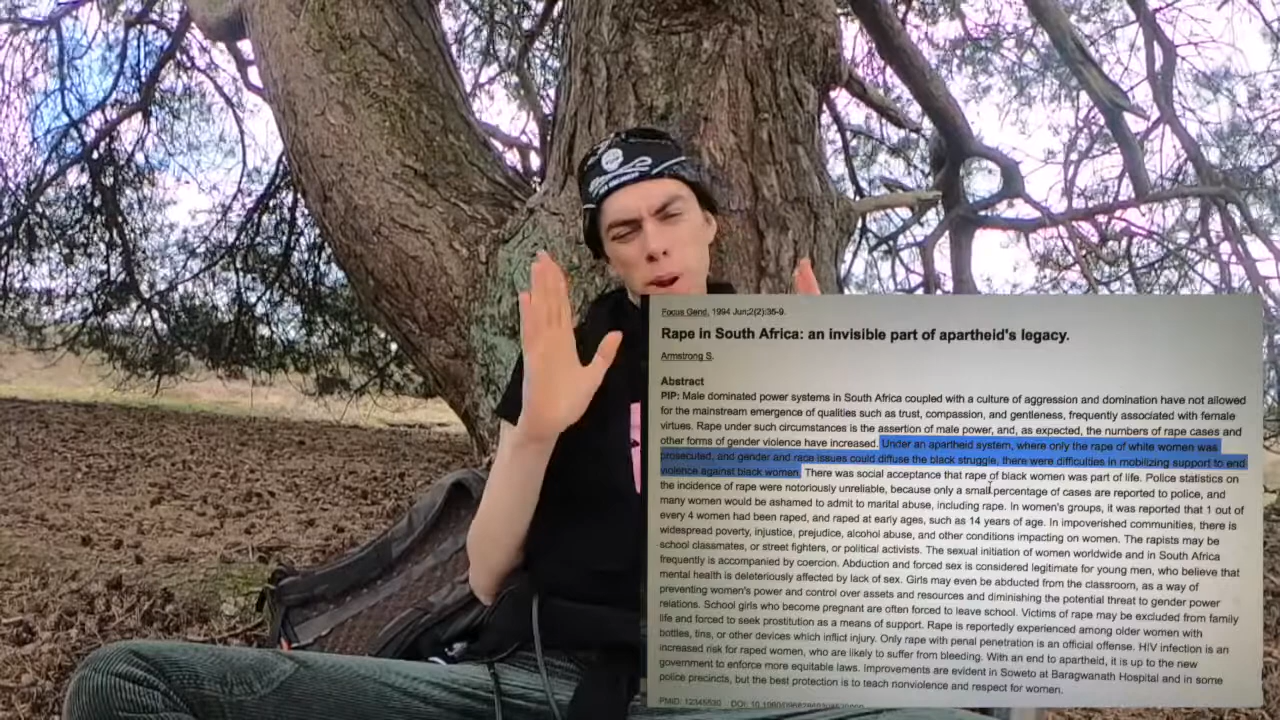 Focus Gend. 1994 Jun;2(2):35-9.
Rape in South Africa: an invisible part of apartheid's legacy.
Armstrong S.
Abstract
PIP: Male dominated power systems in South Africa coupled with a culture of aggression and domination have not allowed
for the mainstream emergence of qualities such as trust, compassion, and gentleness, frequently associated with female
virtues. Rape under such circumstances is the assertion of male power, and, as expected, the numbers of rape cases and
other forms of gender violence have increased. Under an apartheid system, where only the rape of white women was
prosecuted, and gender and race issues could diffuse the black struggle, there were difficulties in mobilizing support to end
violence against black women. There was social acceptance that rape of black women was part of life. Police statistics on
the incidence of rape were notoriously unreliable, because only a small percentage of cases are reported to police, and
many women would be ashamed to admit to marital abuse, including rape. In women's groups, it was reported that 1 out of
every 4 women had been raped, and raped at early ages, such as 14 years of age. In impoverished communities, there is
widespread poverty, injustice, prejudice, alcohol abuse, and other conditions impacting on women. The rapists may be
school classmates, or street fighters, or political activists. The sexual initiation of women worldwide and in South Africa
frequently is accompanied by coercion. Abduction and forced sex is considered legitimate for young men, who believe that
mental health is deleteriously affected by lack of sex. Girls may even be abducted from the classroom, as a way of
preventing women's power and control over assets and resources and diminishing the potential threat to gender power
relations. School girls who become pregnant are often forced to leave school. Victims of rape may be excluded from family
life and forced to seek prostitution as a means of support. Rape is reportedly experienced among older women with
bottles, tins, or other devices which inflict injury. Only rape with penal penetration is an official offense. HIV infection is an
increased risk for raped women, who are likely to suffer from bleeding. With an end to apartheid, it is up to the new
government to enforce more equitable laws. Improvements are evident in Soweto at Baragwanath Hospital and in some
police precincts, but the best protection is to teach nonviolence and respect for women.
PMID: 12345530 DOI: